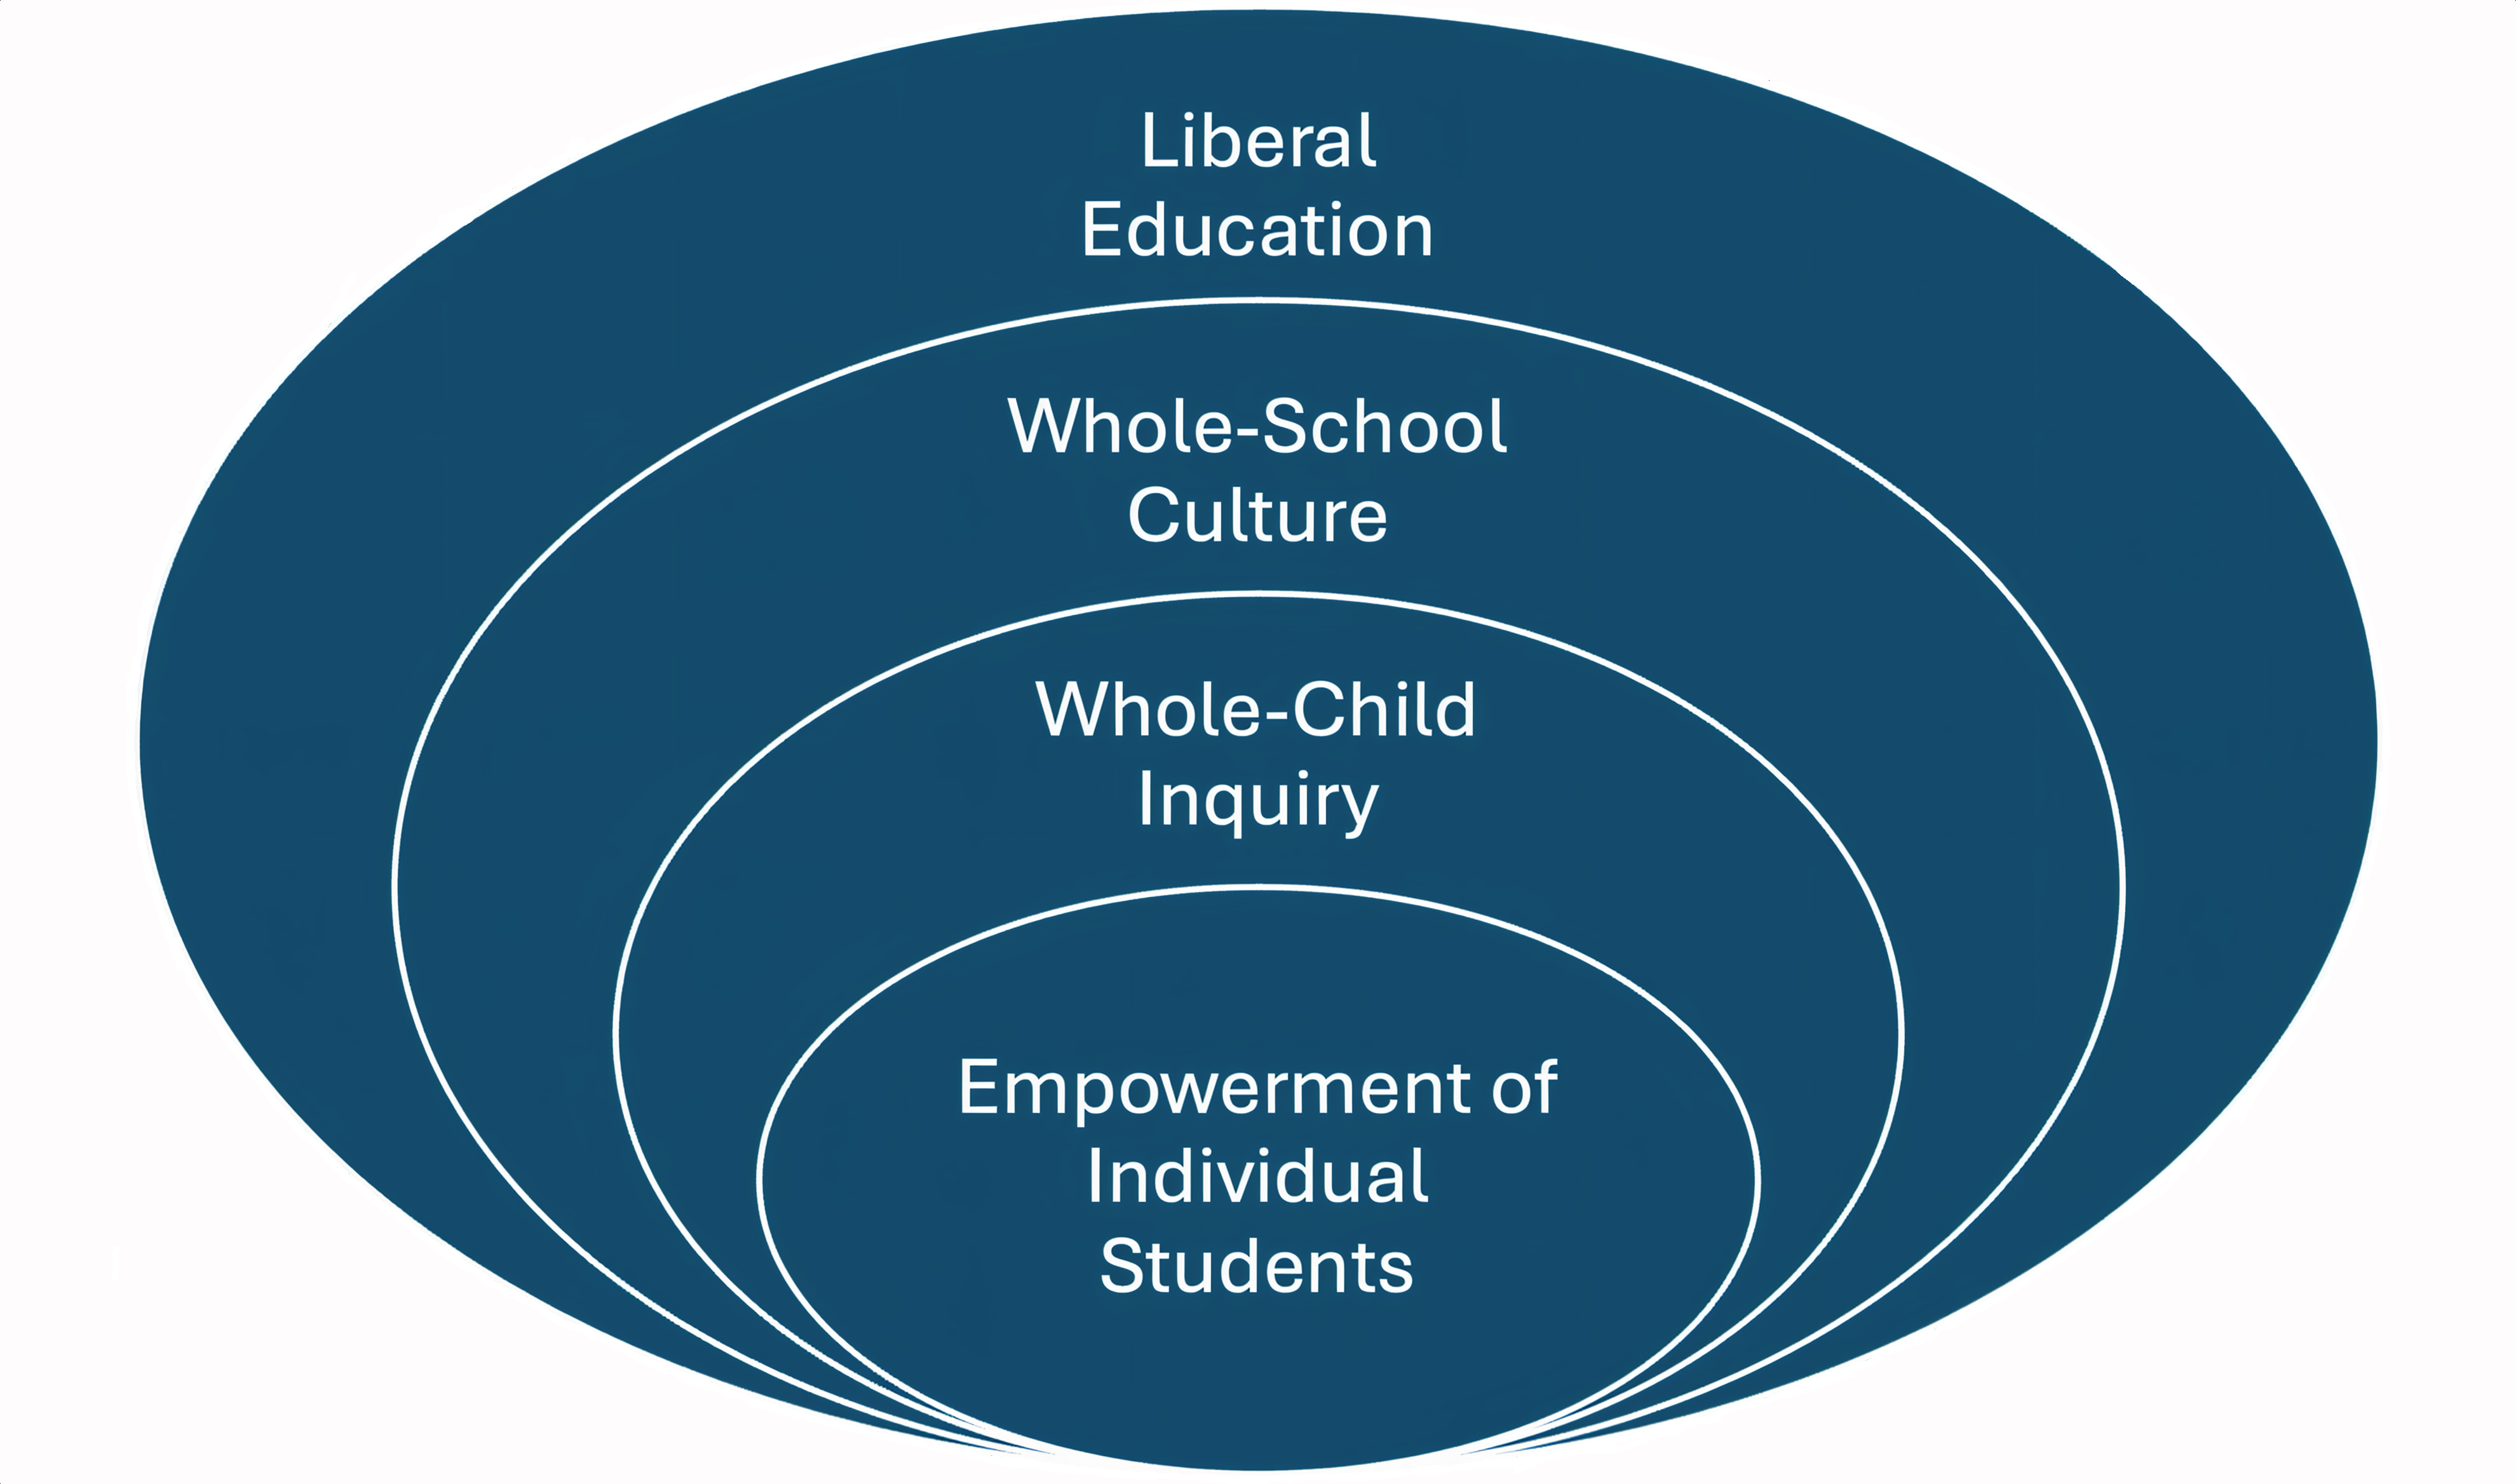 Liberal
Education
Whole-School
Culture
Whole-Child
Inquiry
Empowerment of
Individual
Students